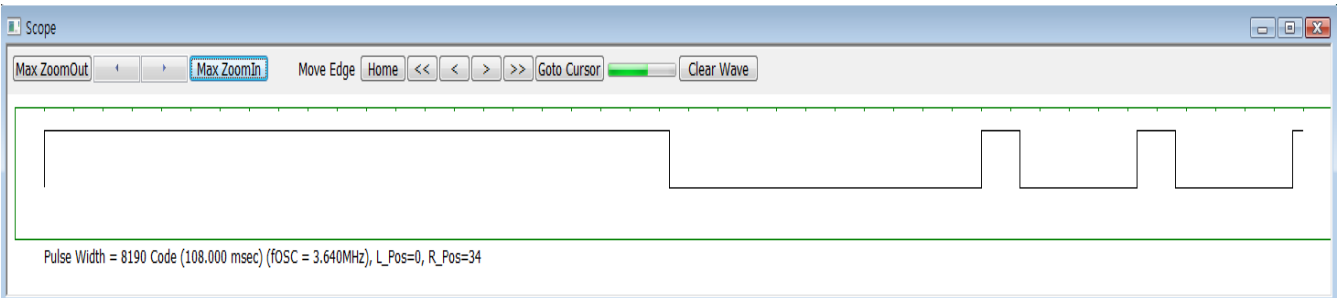 Scope
Max ZoomOut Max ZoomIn Move Edge Home << < > >> Goto Cursor Clear Wave
Pulse Width = 8190 Code (108.000 msec) (fOSC = 3.640MHz), L_Pos=0, R_Pos=34